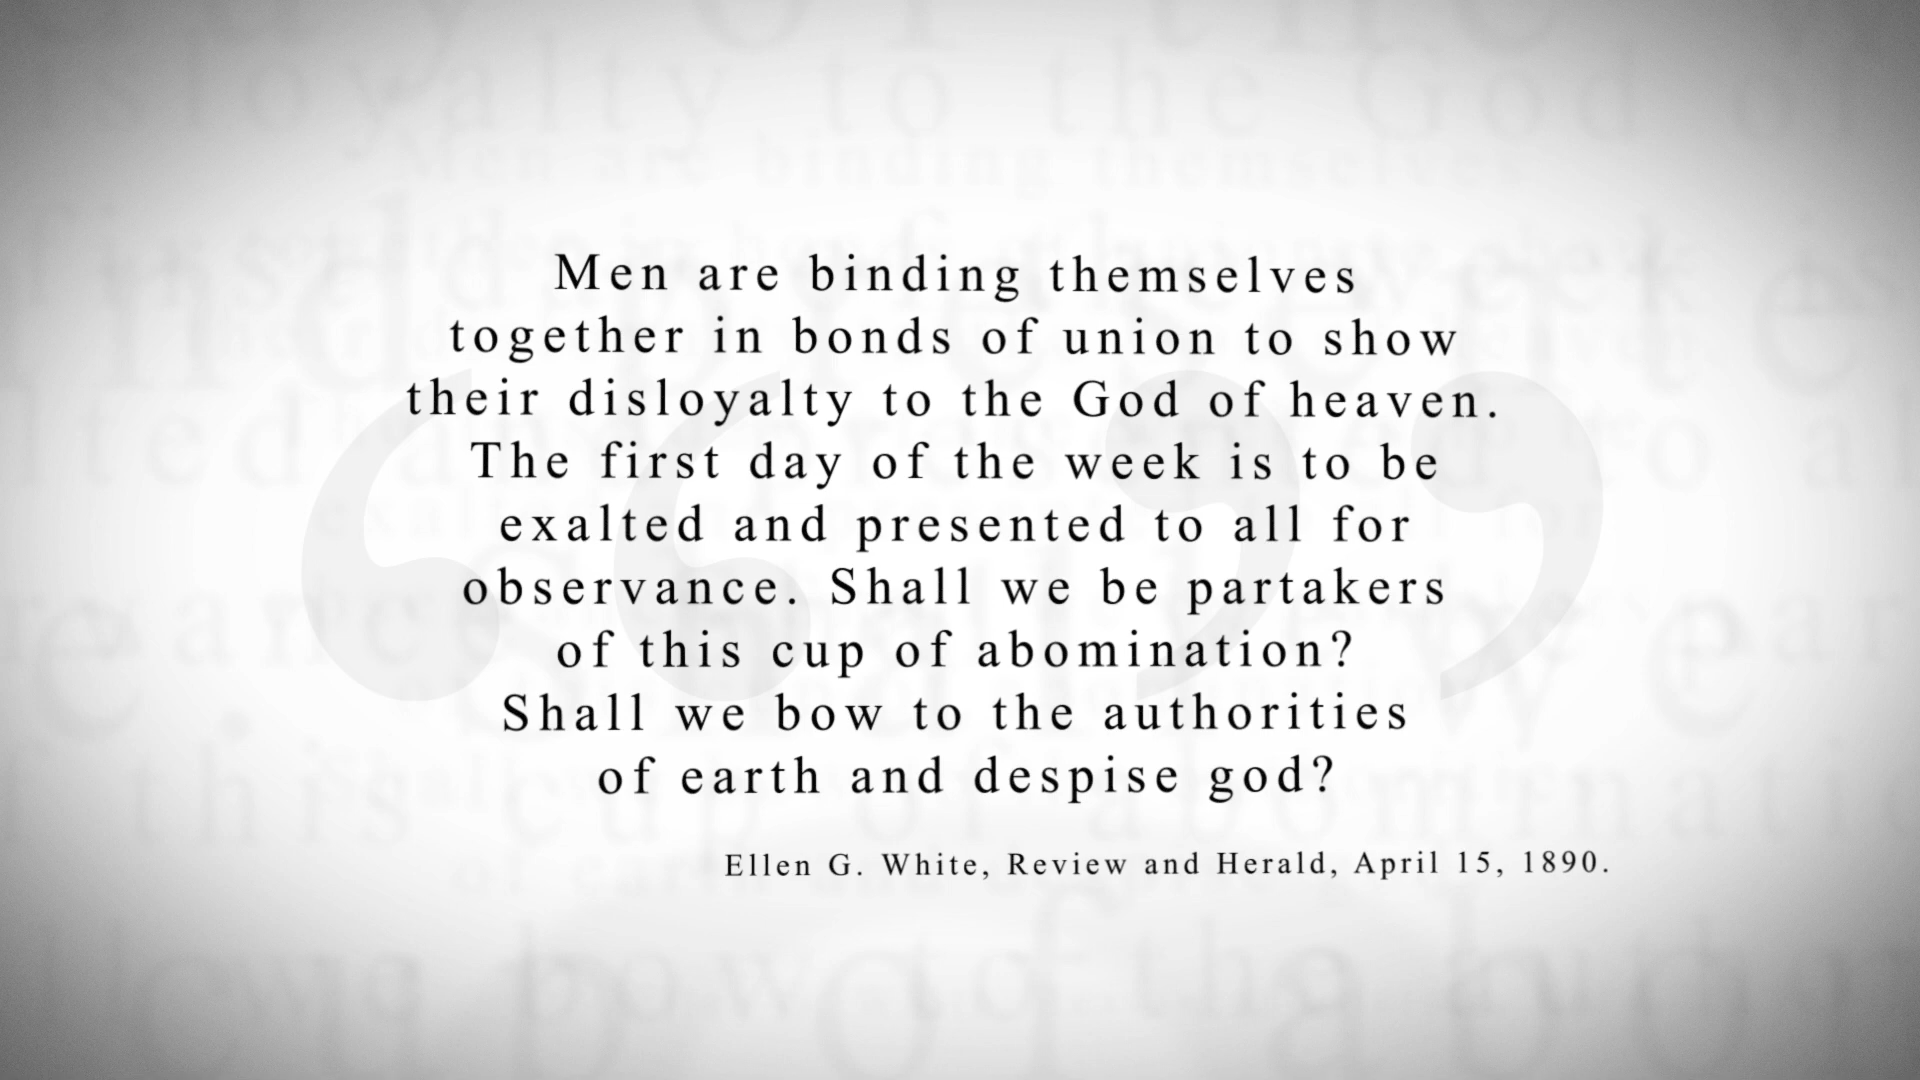 Men are binding themselves
together in bonds of union to show
their disloyalty to the God of heaven.
The first day of the week is to be
exalted and presented to all for
observance. Shall we be partakers
of this cup of abomination?
Shall we bow to the authorities
of earth and despise god?
Ellen G. White, Review and Herald, April 15, 1890.